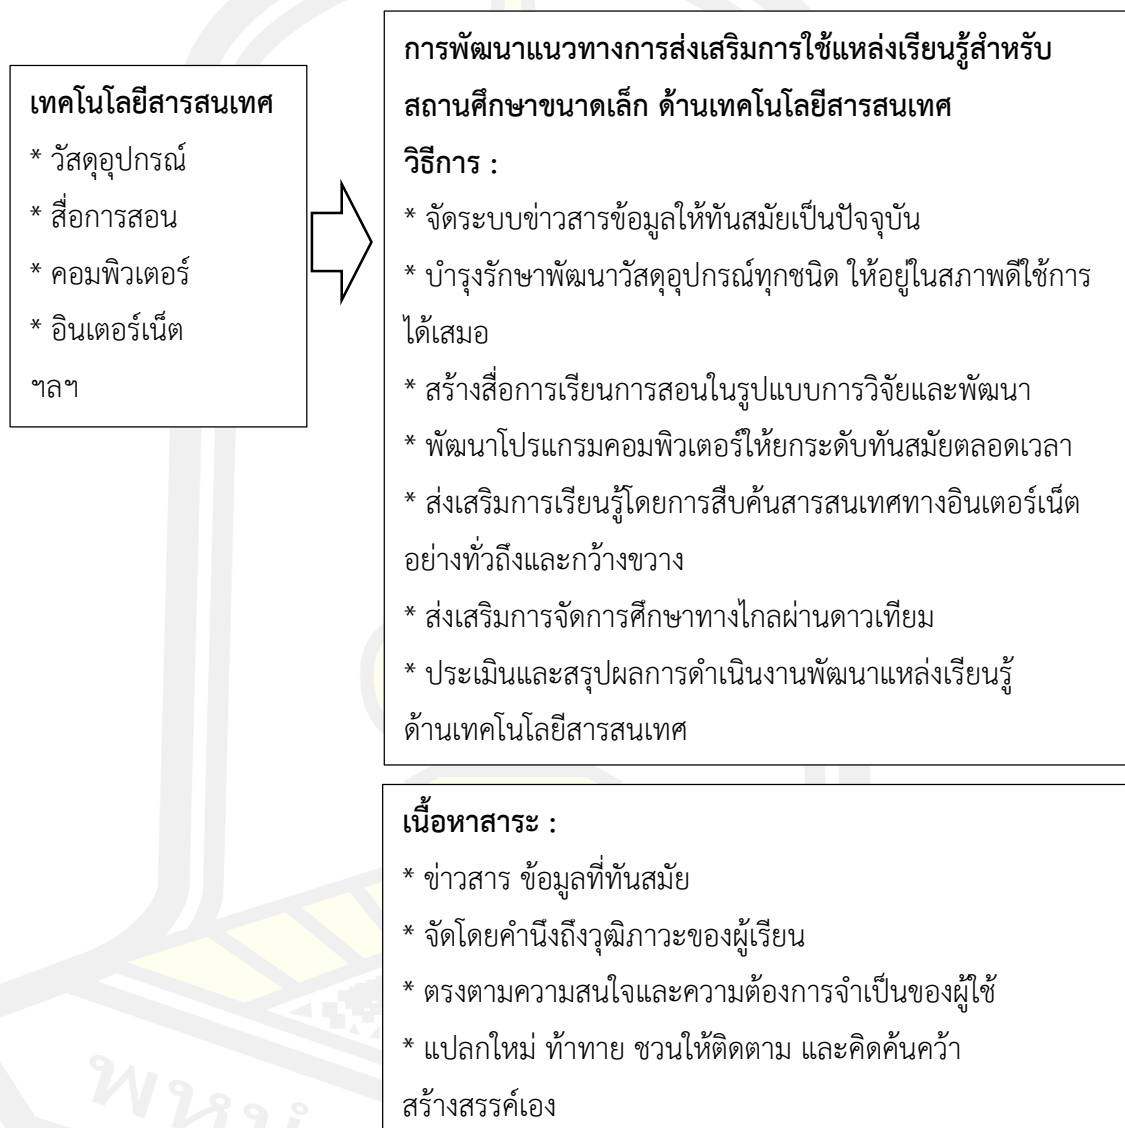 เทคโนโลยีสารสนเทศ
* วัสดุอุปกรณ์
* สื่อการสอน
* คอมพิวเตอร์
* อินเตอร์เน็ต
ฯลฯ
การพัฒนาแนวทางการส่งเสริมการใช้แหล่งเรียนรู้สำหรับ
สถานศึกษาขนาดเล็ก ด้านเทคโนโลยีสารสนเทศ
วิธีการ :
* จัดระบบข่าวสารข้อมูลให้ทันสมัยเป็นปัจจุบัน
* บำรุงรักษาพัฒนาวัสดุอุปกรณ์ทุกชนิด ให้อยู่ในสภาพดีใช้การ
ได้เสมอ
* สร้างสื่อการเรียนการสอนในรูปแบบการวิจัยและพัฒนา
* พัฒนาโปรแกรมคอมพิวเตอร์ให้ยกระดับทันสมัยตลอดเวลา
* ส่งเสริมการเรียนรู้โดยการสืบค้นสารสนเทศทางอินเตอร์เน็ต
อย่างทั่วถึงและกว้างขวาง
* ส่งเสริมการจัดการศึกษาทางไกลผ่านดาวเทียม
* ประเมินและสรุปผลการดำเนินงานพัฒนาแหล่งเรียนรู้
ด้านเทคโนโลยีสารสนเทศ
เนื้อหาสาระ :
* ข่าวสาร ข้อมูลที่ทันสมัย
* จัดโดยคำนึงถึงวุฒิภาวะของผู้เรียน
* ตรงตามความสนใจและความต้องการจำเป็นของผู้ใช้
* แปลกใหม่ ท้าทาย ชวนให้ติดตาม และคิดค้นคว้า
สร้างสรรค์เอง